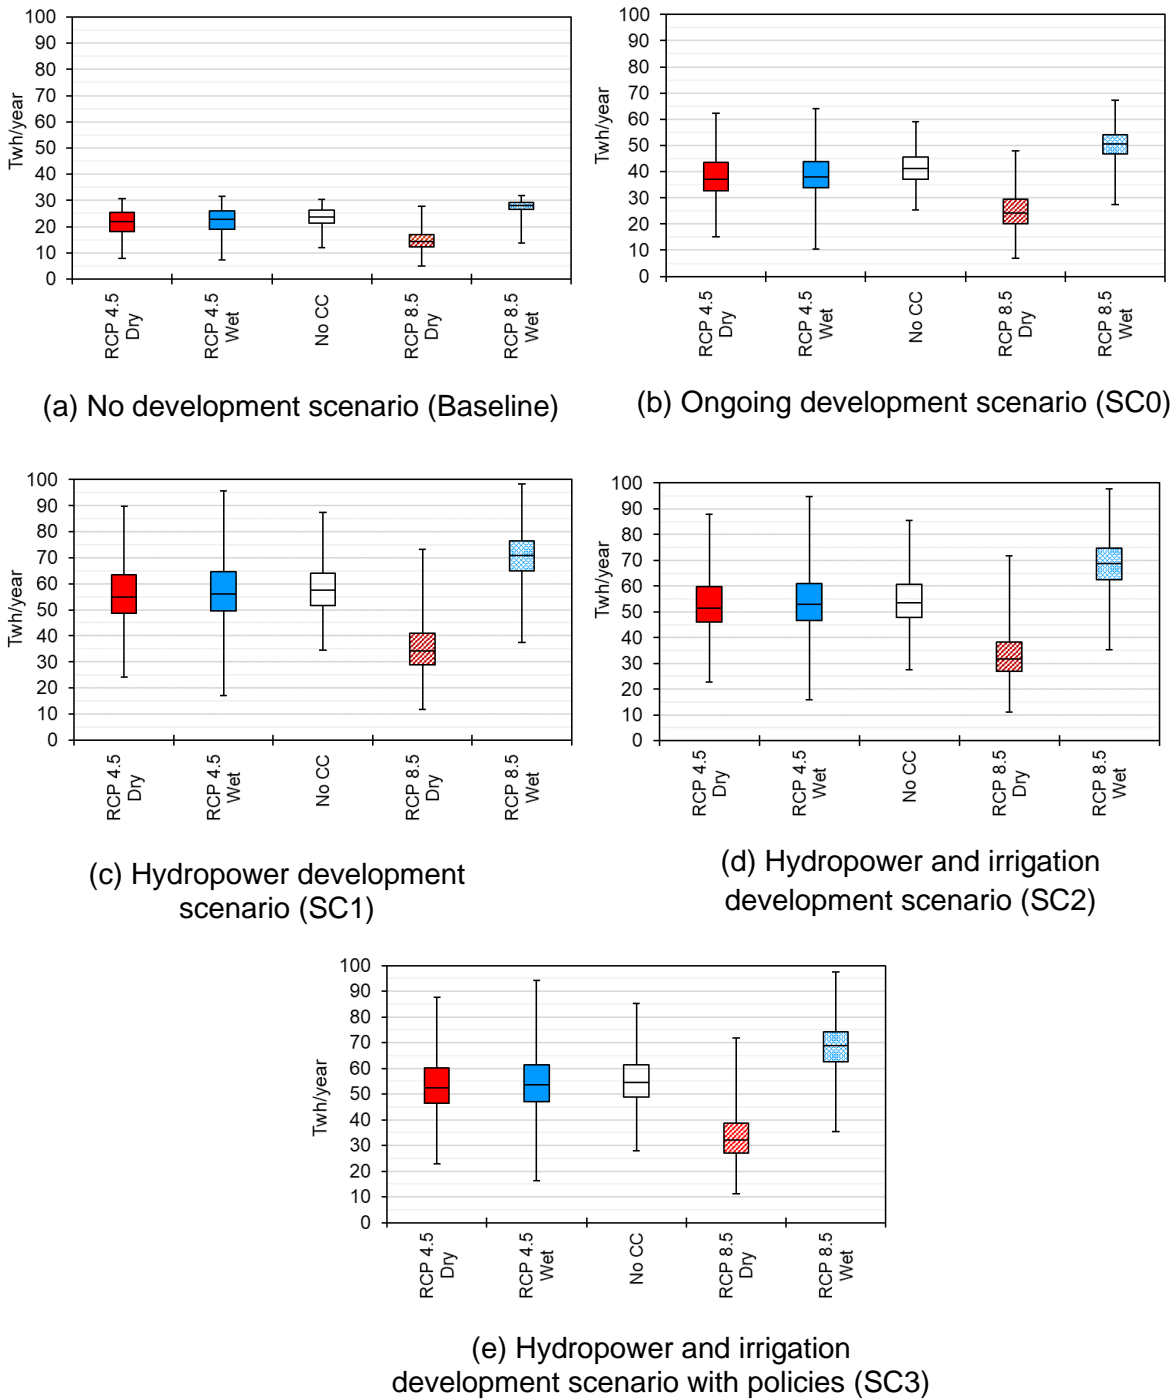 100
90
80
70
60
50
40
30
20
10
0
Twh/year
RCP 4.5
Dry
RCP 4.5
Wet
No CC
RCP 8.5
Dry
RCP 8.5
Wet
(a) No development scenario (Baseline)
100
90
80
70
60
50
40
30
20
10
0
Twh/year
RCP 4.5
Dry
RCP 4.5
Wet
No CC
RCP 8.5
Dry
RCP 8.5
Wet
(b) Ongoing development scenario (SC0)
100
90
80
70
60
50
40
30
20
10
0
Twh/year
RCP 4.5
Dry
RCP 4.5
Wet
No CC
RCP 8.5
Dry
RCP 8.5
Wet
(c) Hydropower development
scenario (SC1)
100
90
80
70
60
50
40
30
20
10
0
Twh/year
RCP 4.5
Dry
RCP 4.5
Wet
No CC
RCP 8.5
Dry
RCP 8.5
Wet
(d) Hydropower and irrigation
development scenario (SC2)
100
90
80
70
60
50
40
30
20
10
0
Twh/year
RCP 4.5
Dry
RCP 4.5
Wet
No CC
RCP 8.5
Dry
RCP 8.5
Wet
(e) Hydropower and irrigation
development scenario with policies (SC3)